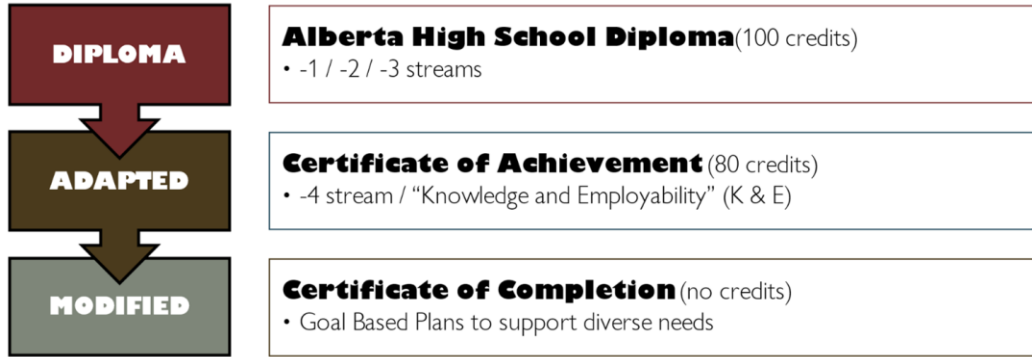 DIPLOMA
Alberta High School Diploma (100 credits)
• -1 / -2 / -3 streams
ADAPTED
Certificate of Achievement (80 credits)
• -4 stream / “Knowledge and Employability” (K & E)
MODIFIED
Certificate of Completion (no credits)
• Goal Based Plans to support diverse needs